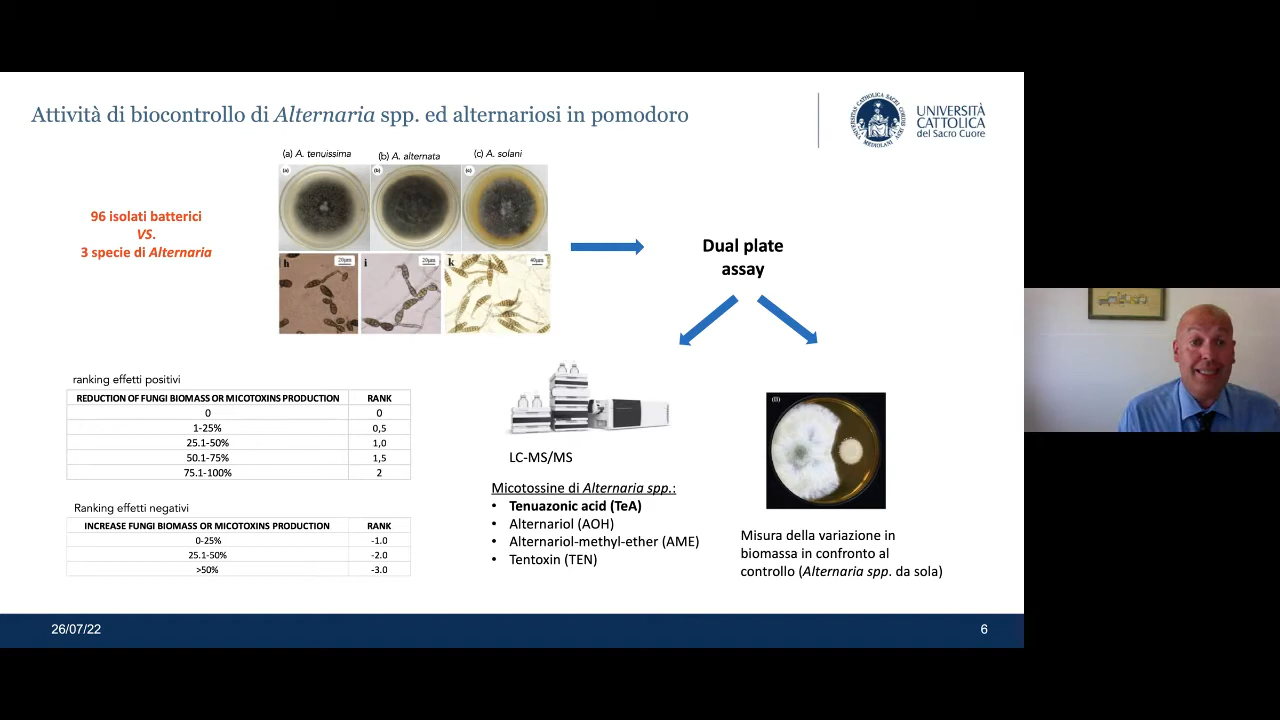 Attività di biocontrollo di Alternaria spp. ed alternariosi in pomodoro
UNIVERSITÀ
CATTOLICA
del Sacro Cuore
(a) A. tenuissima
(b) A. alternata
(c) A. solani
(a)
(b)
(c)
96 isolati batterici
VS.
3 specie di Alternaria
Dual plate
assay
h
20μm
i
20μm
k
40μm
ranking effetti positivi
REDUCTION OF FUNGI BIOMASS OR MICOTOXINS PRODUCTION RANK
0 0
1-25% 0,5
25.1-50% 1,0
50.1-75% 1,5
75.1-100% 2
Ranking effetti negativi
INCREASE FUNGI BIOMASS OR MICOTOXINS PRODUCTION RANK
0-25% -1.0
25.1-50% -2.0
>50% -3.0
LC-MS/MS
Micotossine di Alternaria spp.:
• Tenuazonic acid (TeA)
• Alternariol (AOH)
• Alternariol-methyl-ether (AME)
• Tentoxin (TEN)
(II)
Misura della variazione in
biomassa in confronto al
controllo (Alternaria spp. da sola)
26/07/22
6